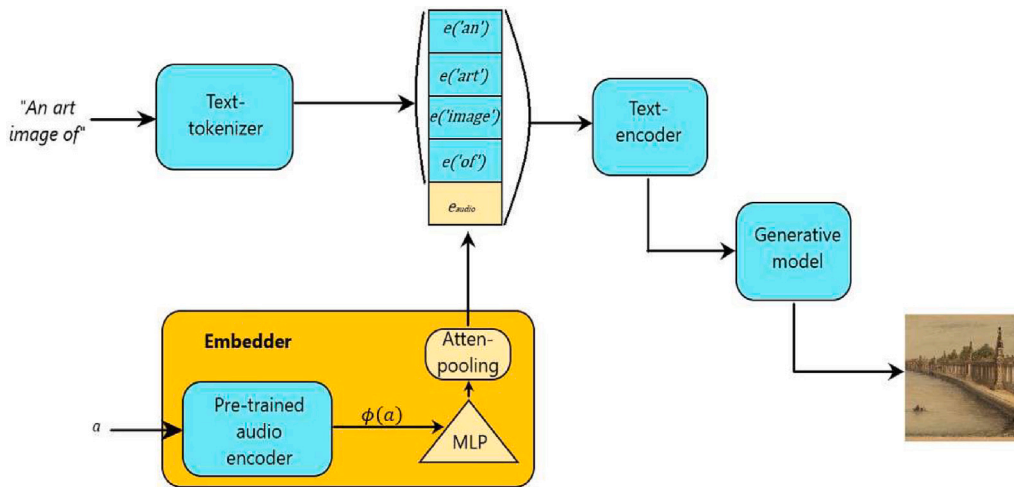 "An art
image of"
Text-
tokenizer
e('an')
e('art')
e('image')
e('of')
e_audio
Text-
encoder
Generative
model
Embedder
Atten-
pooling
a
Pre-trained
audio
encoder
ϕ(a)
MLP